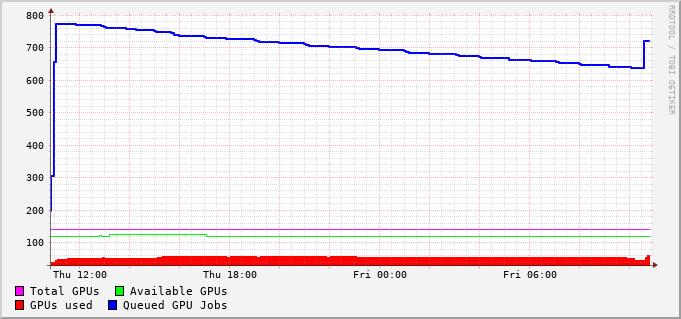 800
700
600
500
400
300
200
100
Thu 12:00 Thu 18:00 Fri 00:00 Fri 06:00
Total GPUs Available GPUs
GPUs used Queued GPU Jobs
RRDTOOL / TOBI OETIKER